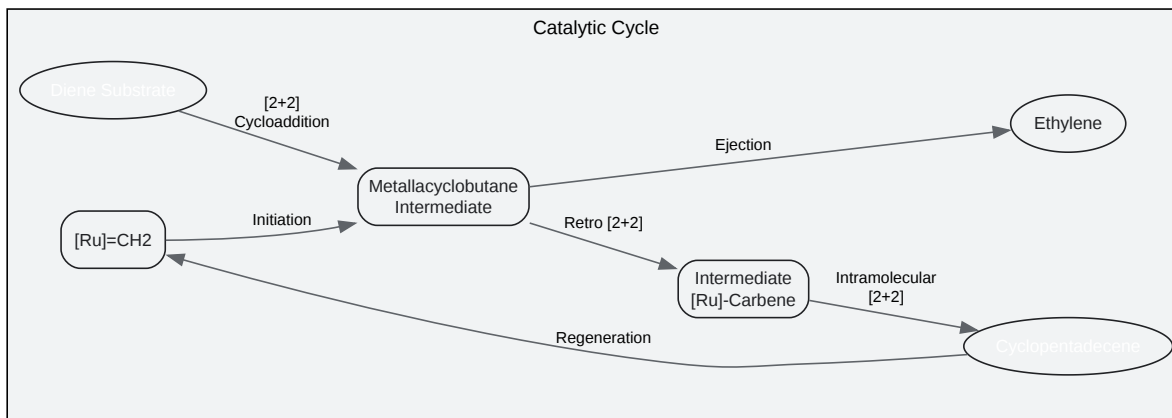 Catalytic Cycle
Diene Substrate
[2+2]
Cycloaddition
Ethylene
Ejection
Metallacyclobutane
Intermediate
Initiation
[Ru]=CH2
Retro [2+2]
Intermediate
[Ru]-Carbene
Intramolecular
[2+2]
Regeneration
Cyclopentadecene